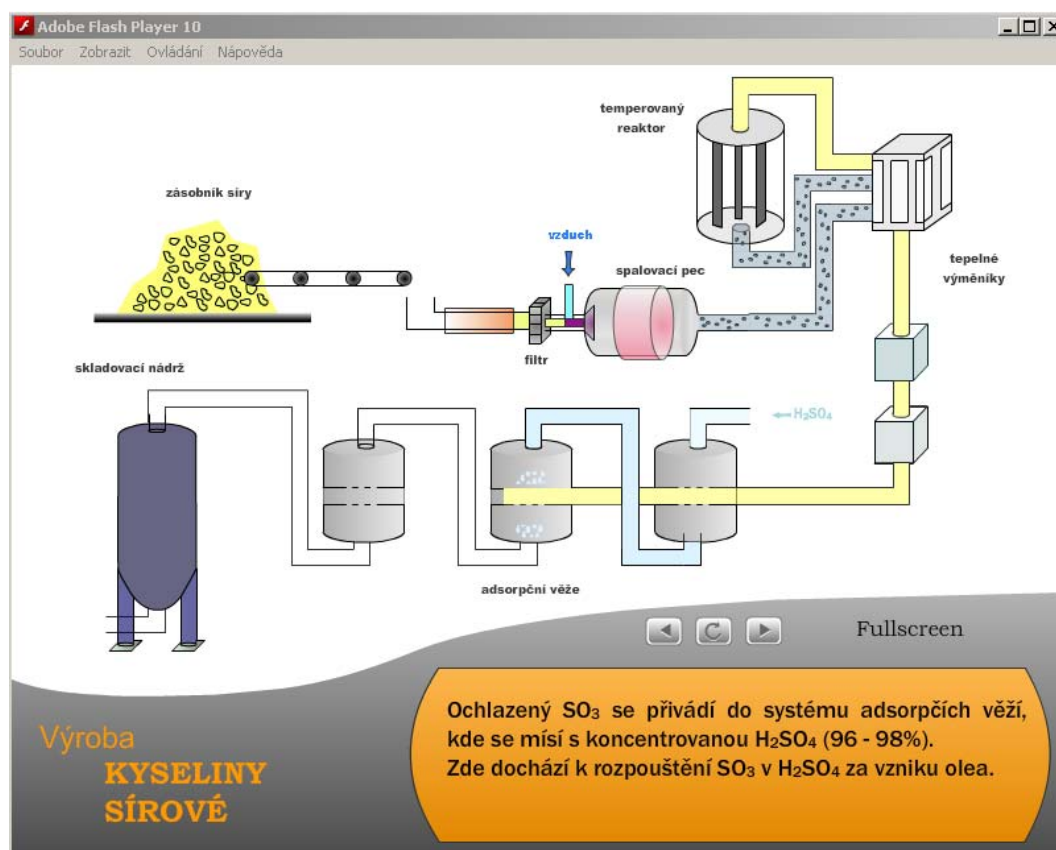 Adobe Flash Player 10
Soubor Zobrazit Ovládání Nápověda
temperovaný
reaktor
zásobník síry
vzduch
spalovací pec
tepelné
výměníky
filtr
skladovací nádrž
H₂SO₄
adsorpční věže
Fullscreen
Výroba
KYSELINY
SÍROVÉ
Ochlazený SO₃ se přivádí do systému adsorpčích věží,
kde se mísí s koncentrovanou H₂SO₄ (96 - 98%).
Zde dochází k rozpouštění SO₃ v H₂SO₄ za vzniku olea.